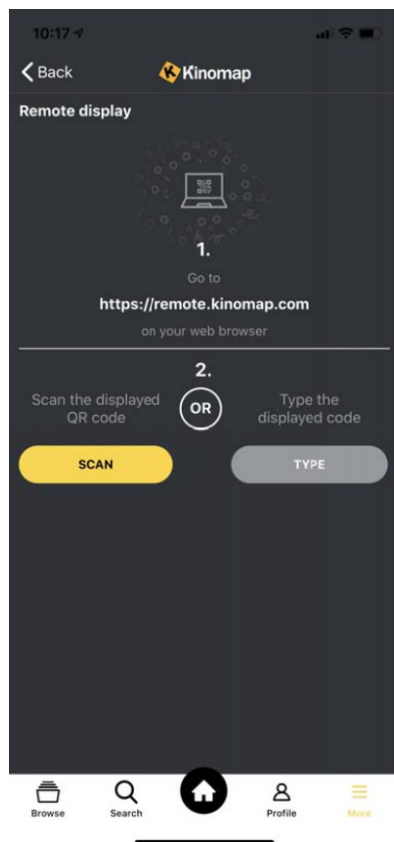 10:17
Back
Kinomap
Remote display
1.
Go to
https://remote.kinomap.com
on your web browser
2.
Scan the displayed
QR code
OR
Type the
displayed code
SCAN
TYPE
Browse
Search
Profile
More